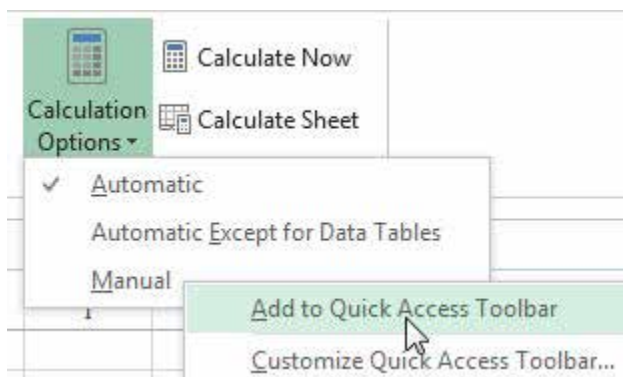 Calculate Now
Calculation
Options
Calculate Sheet
Automatic
Automatic Except for Data Tables
Manual
Add to Quick Access Toolbar
Customize Quick Access Toolbar...